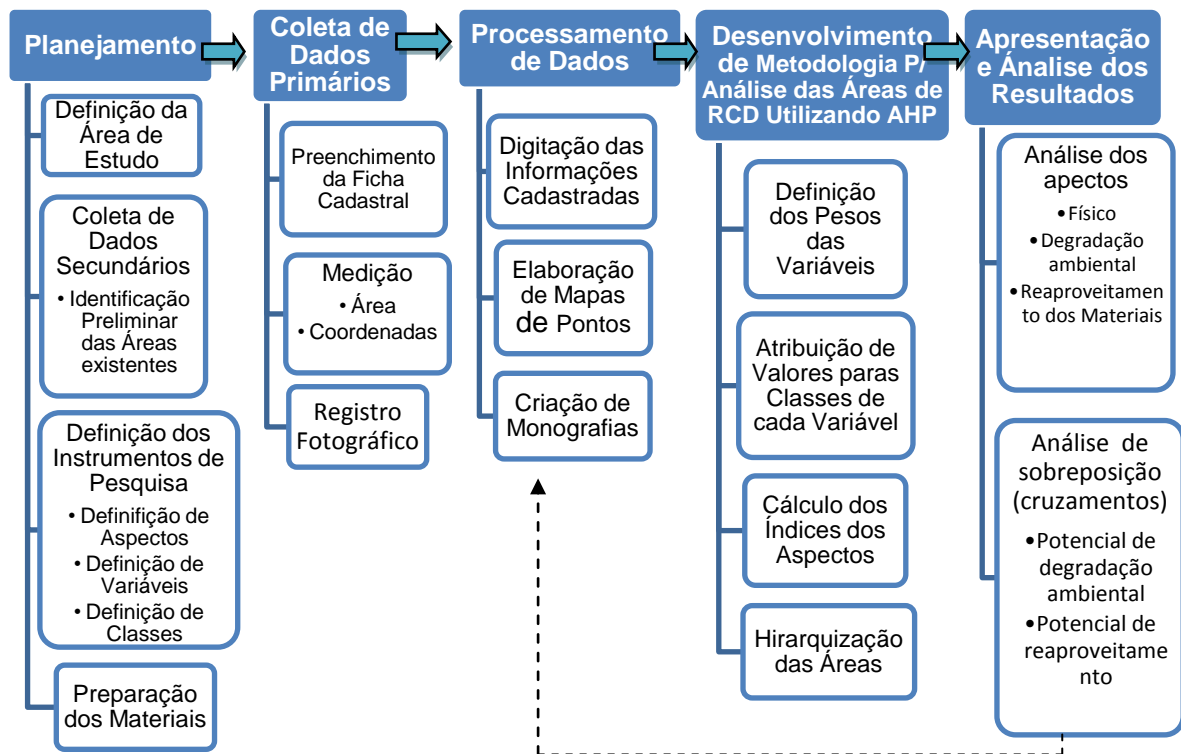 Planejamento
Definição da
Área de
Estudo
Coleta de
Dados
Secundários
• Identificação
Preliminar
das Áreas
existentes
Definição dos
Instrumentos de
Pesquisa
• Definifição de
Aspectos
• Definição de
Variáveis
• Definição de
Classes
Preparação
dos Materiais
Coleta de
Dados
Primários
Preenchimento
da Ficha
Cadastral
Medição
• Área
• Coordenadas
Registro
Fotográfico
Processamento
de Dados
Digitação das
Informações
Cadastradas
Elaboração
de Mapas
de Pontos
Criação de
Monografias
Desenvolvimento
de Metodologia P/
Análise das Áreas de
RCD Utilizando AHP
Definição
dos Pesos
das
Variáveis
Atribuição de
Valores paras
Classes de
cada Variável
Cálculo dos
Índices dos
Aspectos
Hirarquização
das Áreas
Apresentação
e Ánalise dos
Resultados
Análise dos
apectos
•Físico
•Degradação
ambiental
•Reaproveitamen
to dos Materiais
Análise de
sobreposição
(cruzamentos)
•Potencial de
degradação
ambiental
•Potencial de
reaproveitame
nto